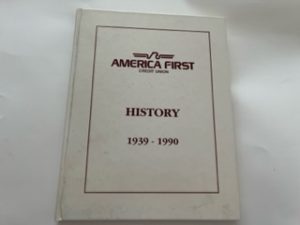 AMERICA FIRST
CREDIT UNION
HISTORY
1939 - 1990